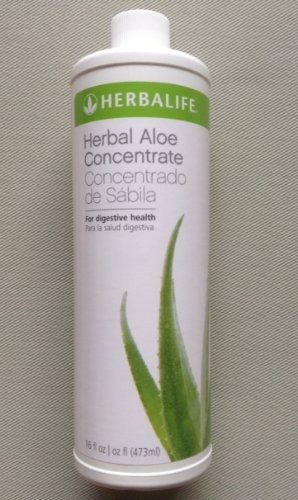 HERBALIFE
Herbal Aloe
Concentrate
Concentrado
de Sábila
For digestive health
Para la salud digestiva
16 fl oz | oz fl (473ml)